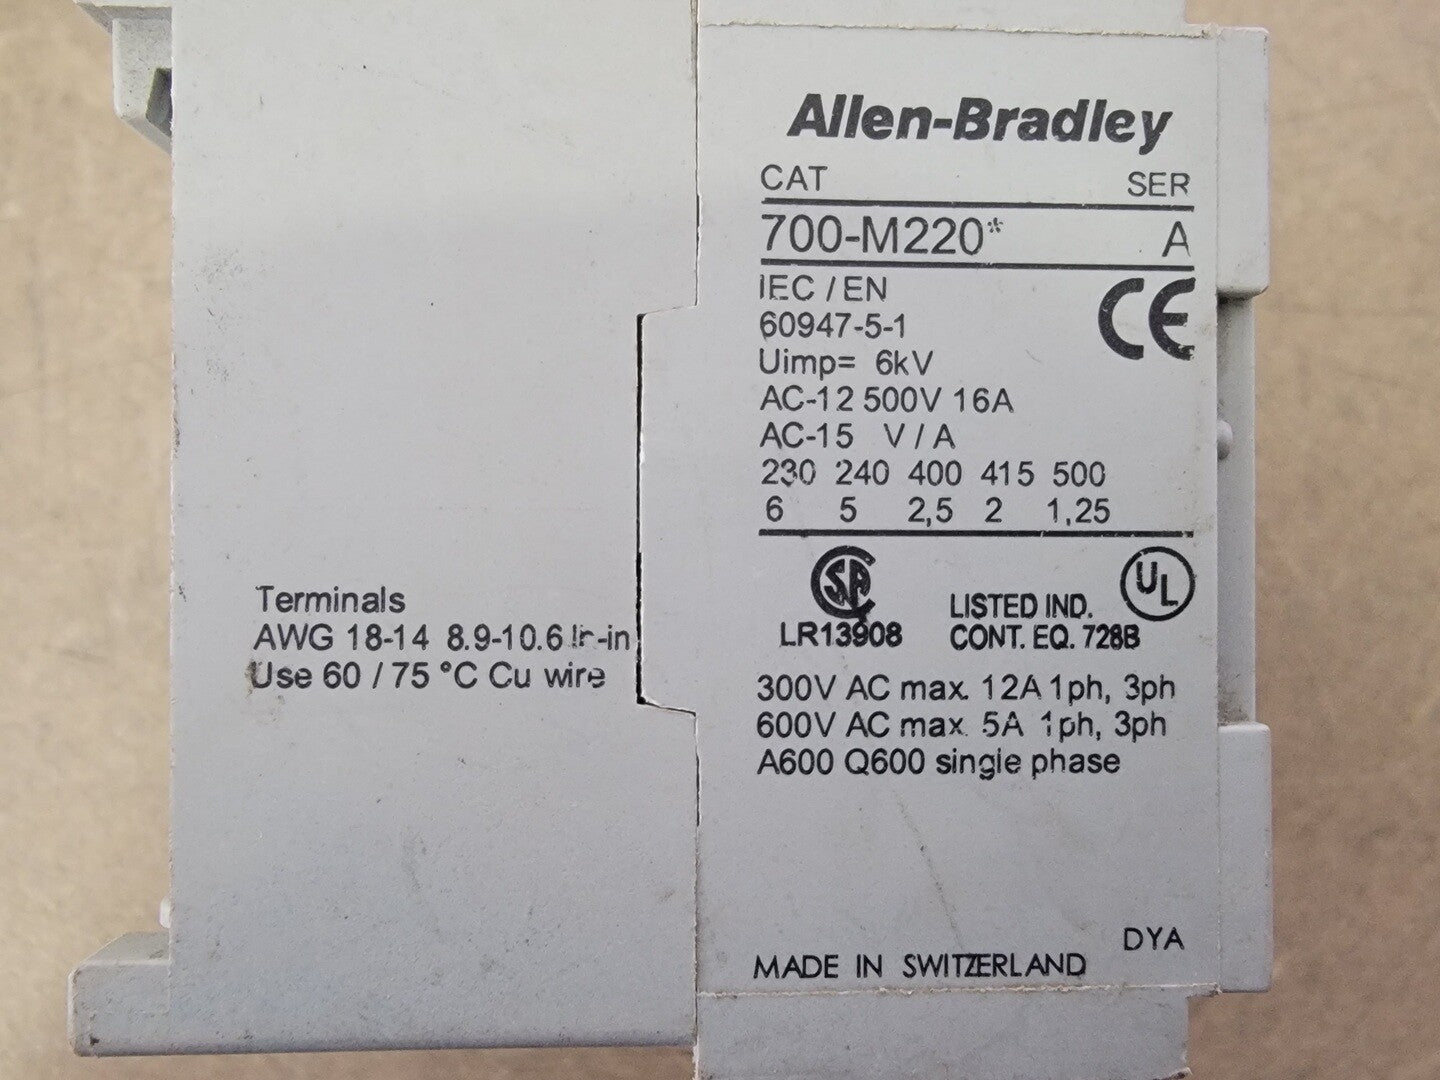 Allen-Bradley
CAT SER
700-M220* A
IEC / EN
60947-5-1
CE
Uimp= 6kV
AC-12 500V 16A
AC-15 V / A
230 240 400 415 500
6 5 2,5 2 1,25
SA UL
LR13908
LISTED IND.
CONT. EQ. 728B
Terminals
AWG 18-14 8.9-10.6 lr-in
Use 60 / 75 °C Cu wire
300V AC max. 12A 1ph, 3ph
600V AC max. 5A 1ph, 3ph
A600 Q600 single phase
DYA
MADE IN SWITZERLAND